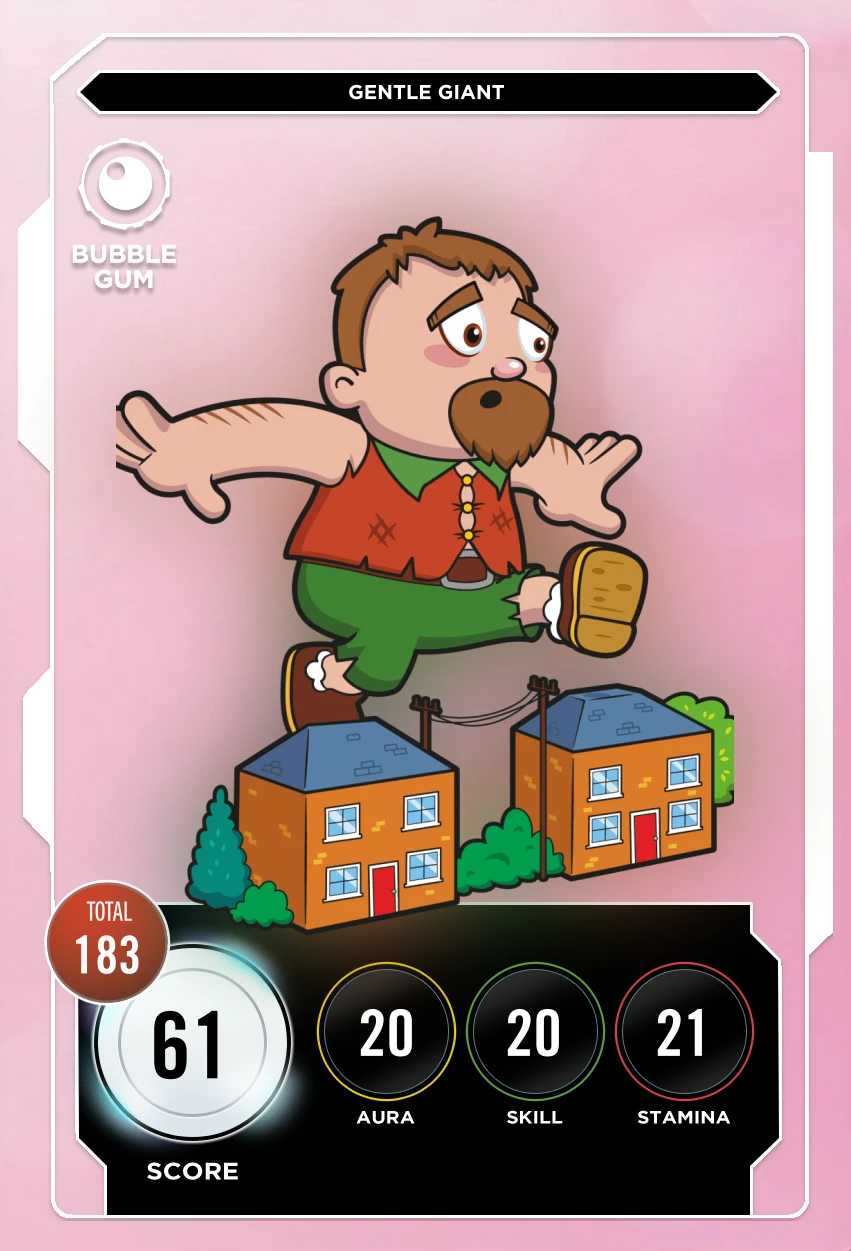 GENTLE GIANT
BUBBLE
GUM
TOTAL
183
61
SCORE
20
AURA
20
SKILL
21
STAMINA